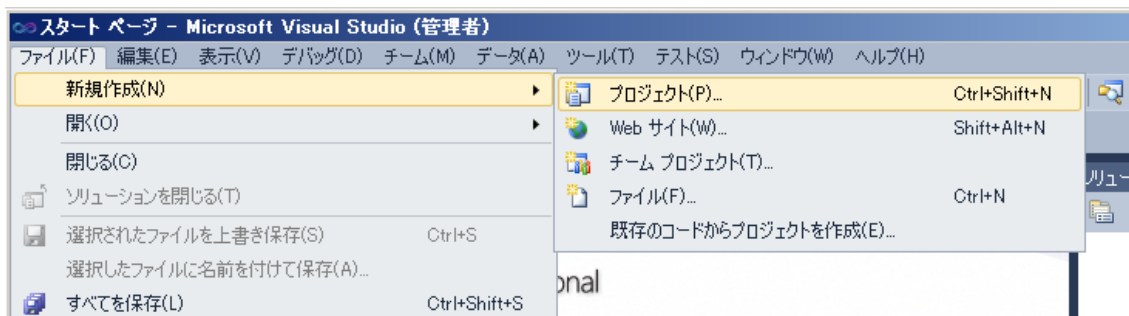 スタート ページ - Microsoft Visual Studio (管理者)
ファイル(F) 編集(E) 表示(V) デバッグ(D) チーム(M) データ(A) ツール(T) テスト(S) ウィンドウ(W) ヘルプ(H)
新規作成(N)
開く(O)
閉じる(C)
ソリューションを閉じる(T)
選択されたファイルを上書き保存(S) Ctrl+S
選択したファイルに名前を付けて保存(A)...
すべてを保存(L) Ctrl+Shift+S
プロジェクト(P)... Ctrl+Shift+N
Web サイト(W)... Shift+Alt+N
チーム プロジェクト(T)...
ファイル(F)... Ctrl+N
既存のコードからプロジェクトを作成(E)...
onal